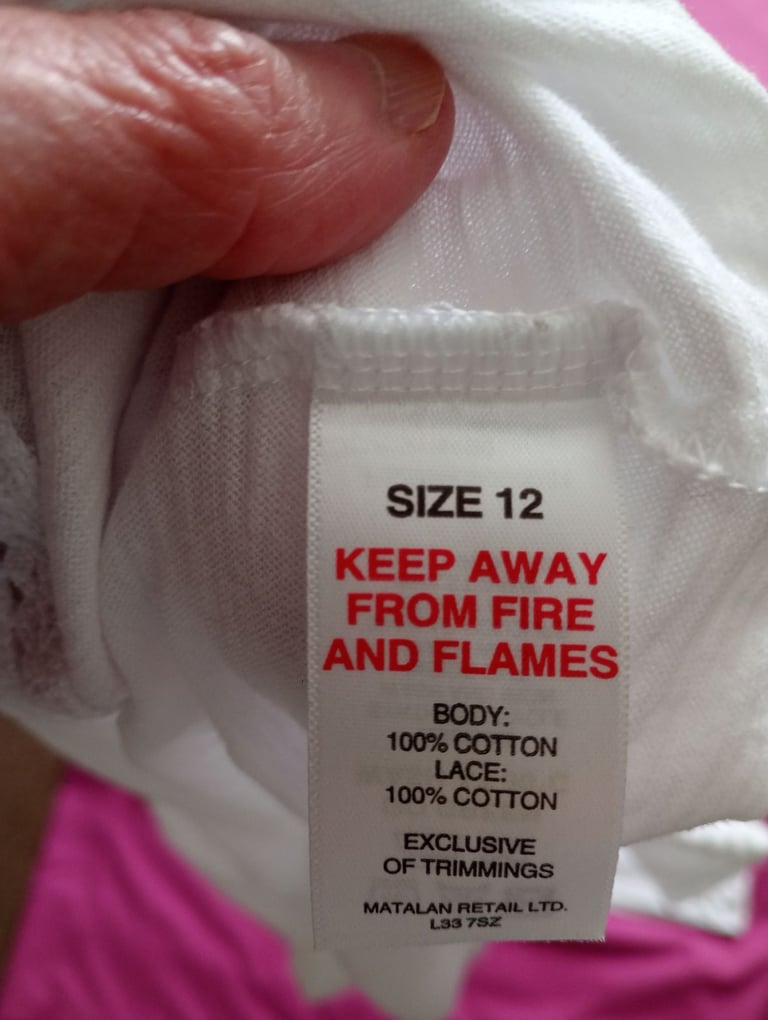 SIZE 12
KEEP AWAY
FROM FIRE
AND FLAMES
BODY:
100% COTTON
LACE:
100% COTTON
EXCLUSIVE
OF TRIMMINGS
MATALAN RETAIL LTD.
L33 7SZ